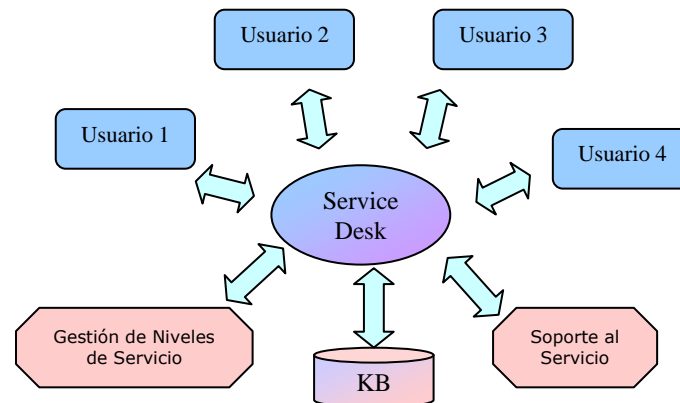 Usuario 2
Usuario 3
Usuario 1
Usuario 4
Service
Desk
Gestión de Niveles
de Servicio
KB
Soporte al
Servicio